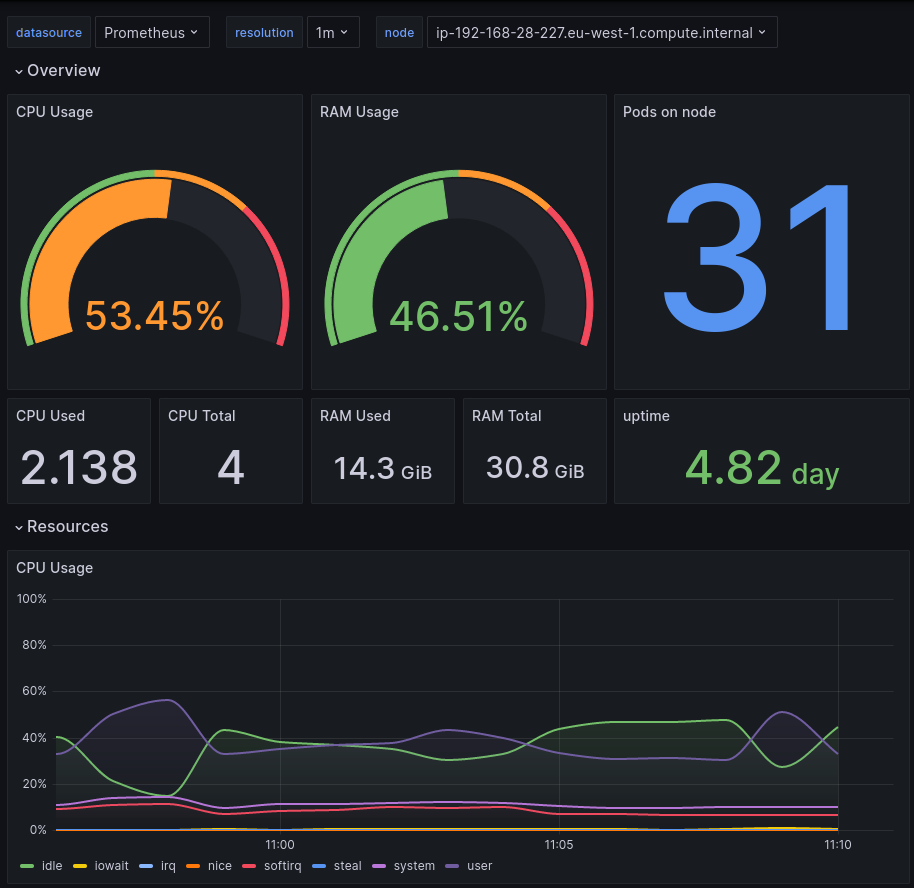 datasource Prometheus resolution 1m node ip-192-168-28-227.eu-west-1.compute.internal
Overview
CPU Usage RAM Usage Pods on node
53.45% 46.51% 31
CPU Used CPU Total RAM Used RAM Total uptime
2.138 4 14.3 GiB 30.8 GiB 4.82 day
Resources
CPU Usage
100%
80%
60%
40%
20%
0%
11:00 11:05 11:10
idle iowait irq nice softirq steal system user